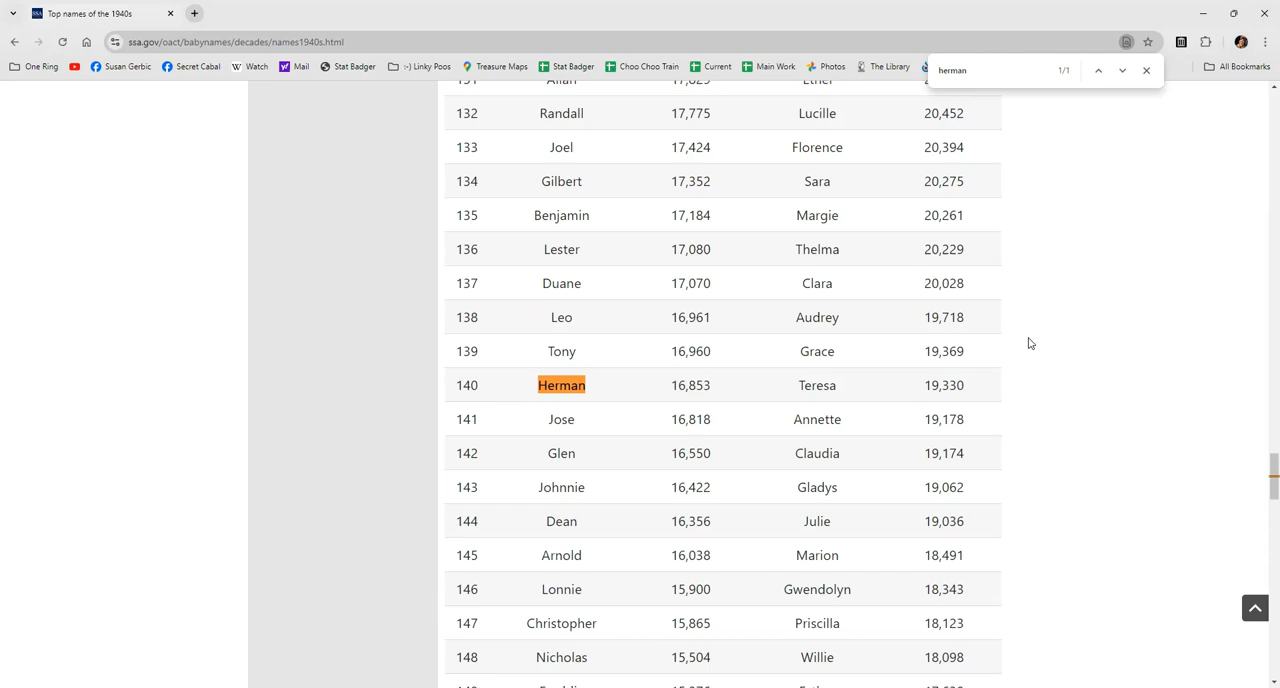 Top names of the 1940s
ssa.gov/oact/babynames/decades/names1940s.html
One Ring Susan Gerbic Secret Cabal Watch Mail Stat Badger :-) Linky Poos Treasure Maps Stat Badger Choo Choo Train Current Main Work Photos The Library All Bookmarks
herman 1/1
132 Randall 17,775 Lucille 20,452
133 Joel 17,424 Florence 20,394
134 Gilbert 17,352 Sara 20,275
135 Benjamin 17,184 Margie 20,261
136 Lester 17,080 Thelma 20,229
137 Duane 17,070 Clara 20,028
138 Leo 16,961 Audrey 19,718
139 Tony 16,960 Grace 19,369
140 Herman 16,853 Teresa 19,330
141 Jose 16,818 Annette 19,178
142 Glen 16,550 Claudia 19,174
143 Johnnie 16,422 Gladys 19,062
144 Dean 16,356 Julie 19,036
145 Arnold 16,038 Marion 18,491
146 Lonnie 15,900 Gwendolyn 18,343
147 Christopher 15,865 Priscilla 18,123
148 Nicholas 15,504 Willie 18,098